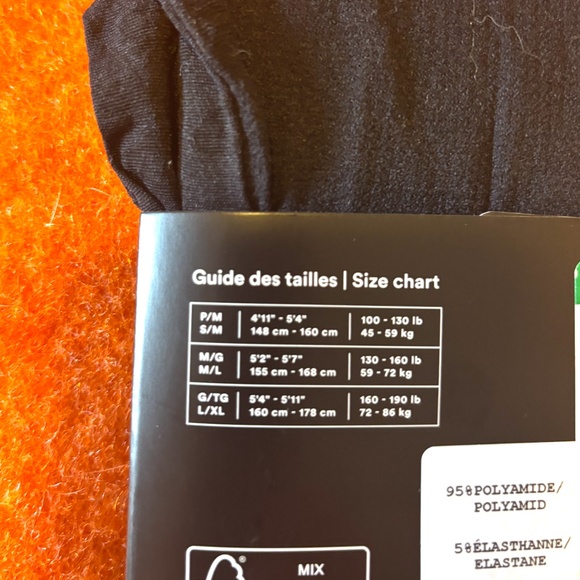 Guide des tailles | Size chart
P/M 4'11" - 5'4" 100 - 130 lb
S/M 148 cm - 160 cm 45 - 59 kg
M/G 5'2" - 5'7" 130 - 160 lb
M/L 155 cm - 168 cm 59 - 72 kg
G/TG 5'4" - 5'11" 160 - 190 lb
L/XL 160 cm - 178 cm 72 - 86 kg
95%POLYAMIDE/
POLYAMID
5%ÉLASTHANNE/
ELASTANE
MIX